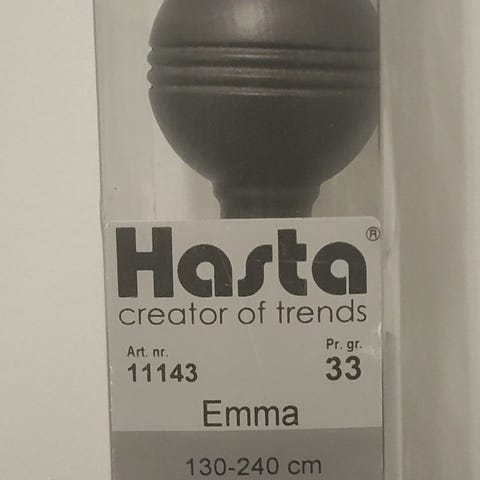 Hasta®
creator of trends
Art. nr. Pr. gr.
11143 33
Emma
130-240 cm